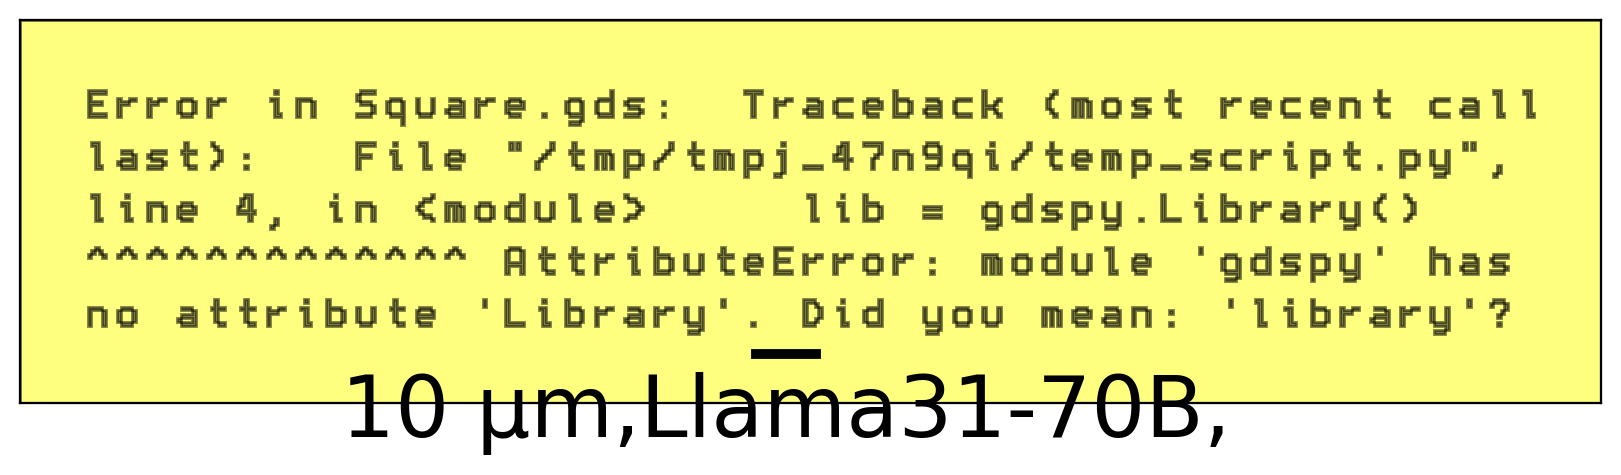 Error in Square.gds:  Traceback (most recent call
last):   File "/tmp/tmpj_47n9qi/temp_script.py",
line 4, in <module>     lib = gdspy.Library()
^^^^^^^^^^^^^ AttributeError: module 'gdspy' has
no attribute 'Library'. Did you mean: 'library'?
10 µm,Llama31-70B,